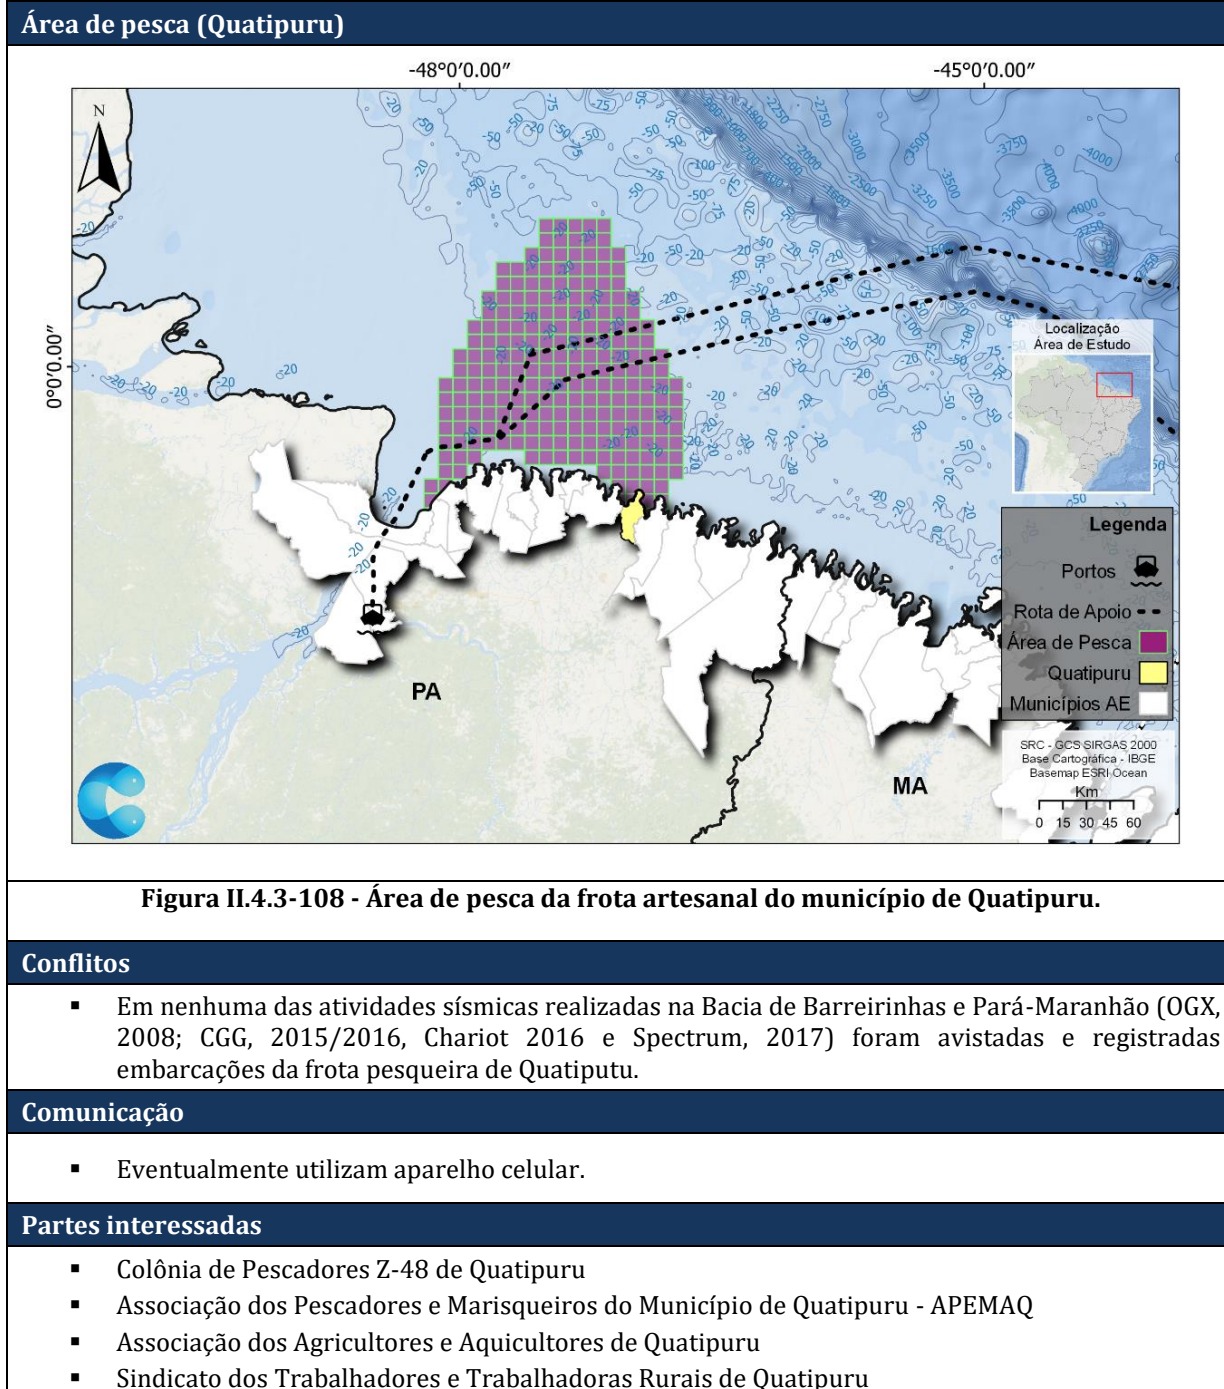 Área de pesca (Quatipuru)
-48°0'0.00″
-45°0'0.00″
0°0'0.00″
N
Localização
Área de Estudo
Legenda
Portos
Rota de Apoio
Área de Pesca
Quatipuru
Municípios AE
PA
MA
SRC - GCS SIRGAS 2000
Base Cartográfica - IBGE
Basemap ESRI Ocean
Km
0 15 30 45 60
Figura II.4.3-108 - Área de pesca da frota artesanal do município de Quatipuru.
Conflitos
▪ Em nenhuma das atividades sísmicas realizadas na Bacia de Barreirinhas e Pará-Maranhão (OGX,
2008; CGG, 2015/2016, Chariot 2016 e Spectrum, 2017) foram avistadas e registradas
embarcações da frota pesqueira de Quatiputu.
Comunicação
▪ Eventualmente utilizam aparelho celular.
Partes interessadas
▪ Colônia de Pescadores Z-48 de Quatipuru
▪ Associação dos Pescadores e Marisqueiros do Município de Quatipuru - APEMAQ
▪ Associação dos Agricultores e Aquicultores de Quatipuru
▪ Sindicato dos Trabalhadores e Trabalhadoras Rurais de Quatipuru